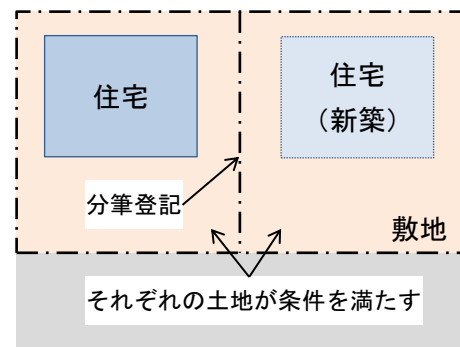 住宅
住宅
（新築）
分筆登記
敷地
それぞれの土地が条件を満たす